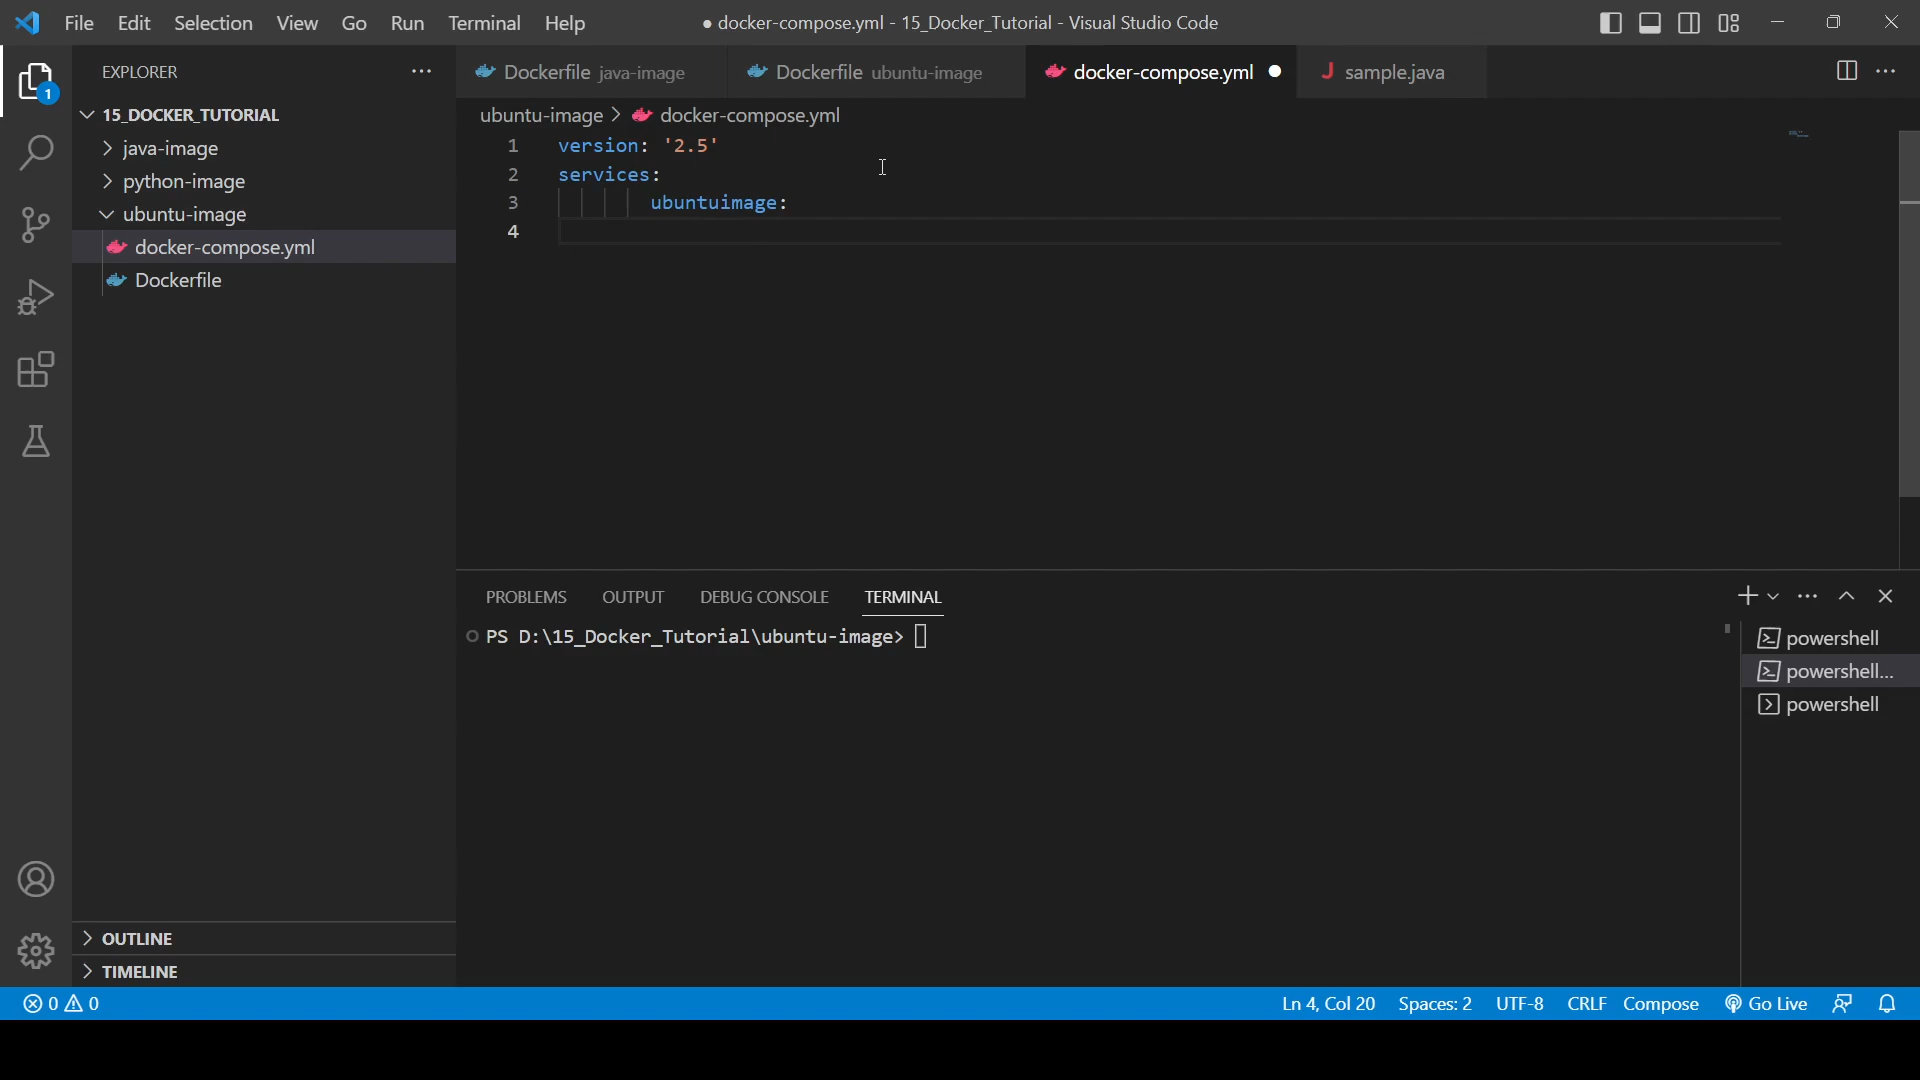 File Edit Selection View Go Run Terminal Help
● docker-compose.yml - 15_Docker_Tutorial - Visual Studio Code
EXPLORER
1
15_DOCKER_TUTORIAL
java-image
python-image
ubuntu-image
docker-compose.yml
Dockerfile
OUTLINE
TIMELINE
Dockerfile java-image
Dockerfile ubuntu-image
docker-compose.yml
J sample.java
ubuntu-image > docker-compose.yml
1 version: '2.5'
2 services:
3 ubuntuimage:
4
PROBLEMS OUTPUT DEBUG CONSOLE TERMINAL
PS D:\15_Docker_Tutorial\ubuntu-image>
powershell
powershell...
powershell
0 0
Ln 4, Col 20 Spaces: 2 UTF-8 CRLF Compose Go Live